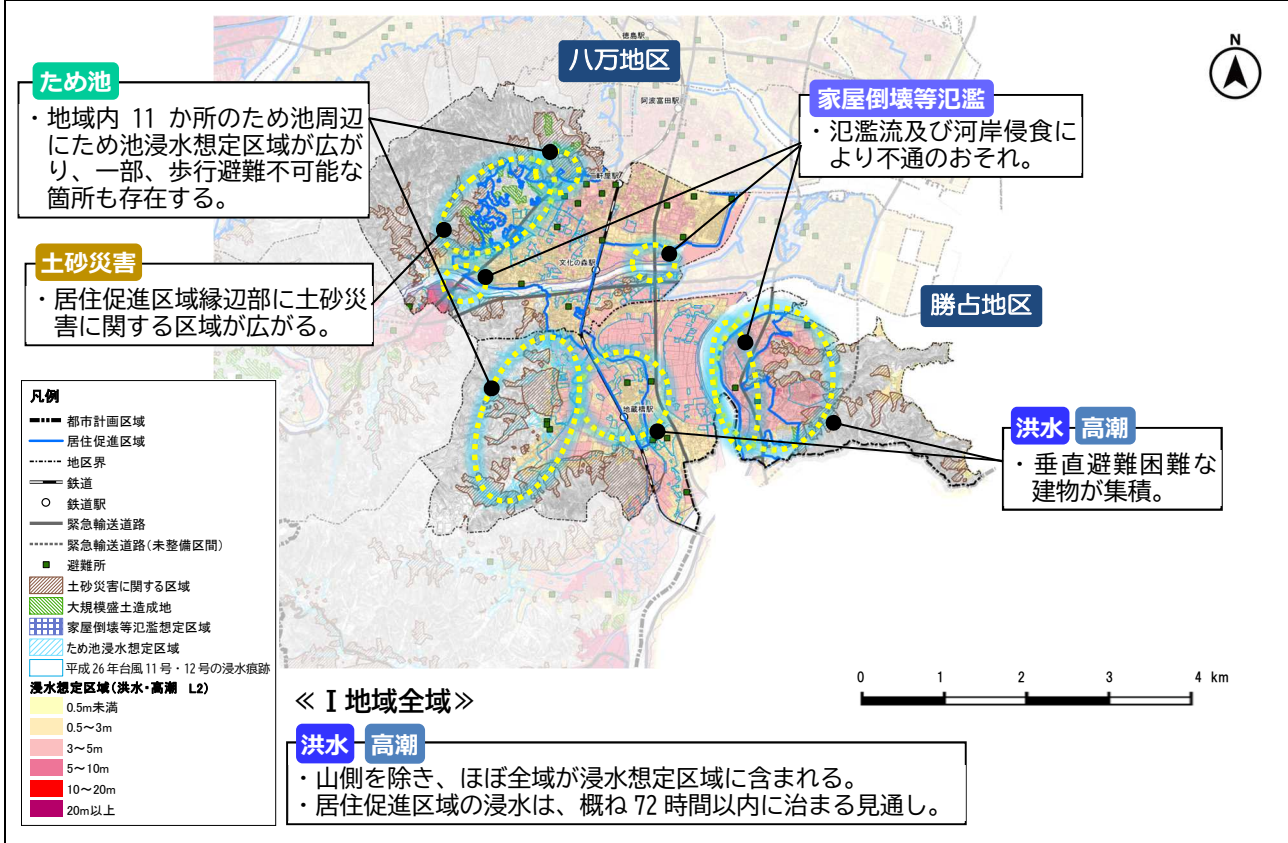 徳島駅
八万地区
N
ため池
・地域内 11 か所のため池周辺
にため池浸水想定区域が広が
り、一部、歩行避難不可能な
箇所も存在する。
阿波富田駅
家屋倒壊等氾濫
・氾濫流及び河岸侵食に
より不通のおそれ。
二軒屋駅
土砂災害
・居住促進区域縁辺部に土砂災
害に関する区域が広がる。
文化の森駅
勝占地区
地蔵橋駅
洪水 高潮
・垂直避難困難な
建物が集積。
凡例
都市計画区域
居住促進区域
地区界
鉄道
鉄道駅
緊急輸送道路
緊急輸送道路(未整備区間)
避難所
土砂災害に関する区域
大規模盛土造成地
家屋倒壊等氾濫想定区域
ため池浸水想定区域
平成26年台風11号・12号の浸水痕跡
浸水想定区域(洪水・高潮 L2)
0.5m未満
0.5～3m
3～5m
5～10m
10～20m
20m以上
0 1 2 3 4 km
≪Ⅰ地域全域≫
洪水 高潮
・山側を除き、ほぼ全域が浸水想定区域に含まれる。
・居住促進区域の浸水は、概ね 72 時間以内に治まる見通し。